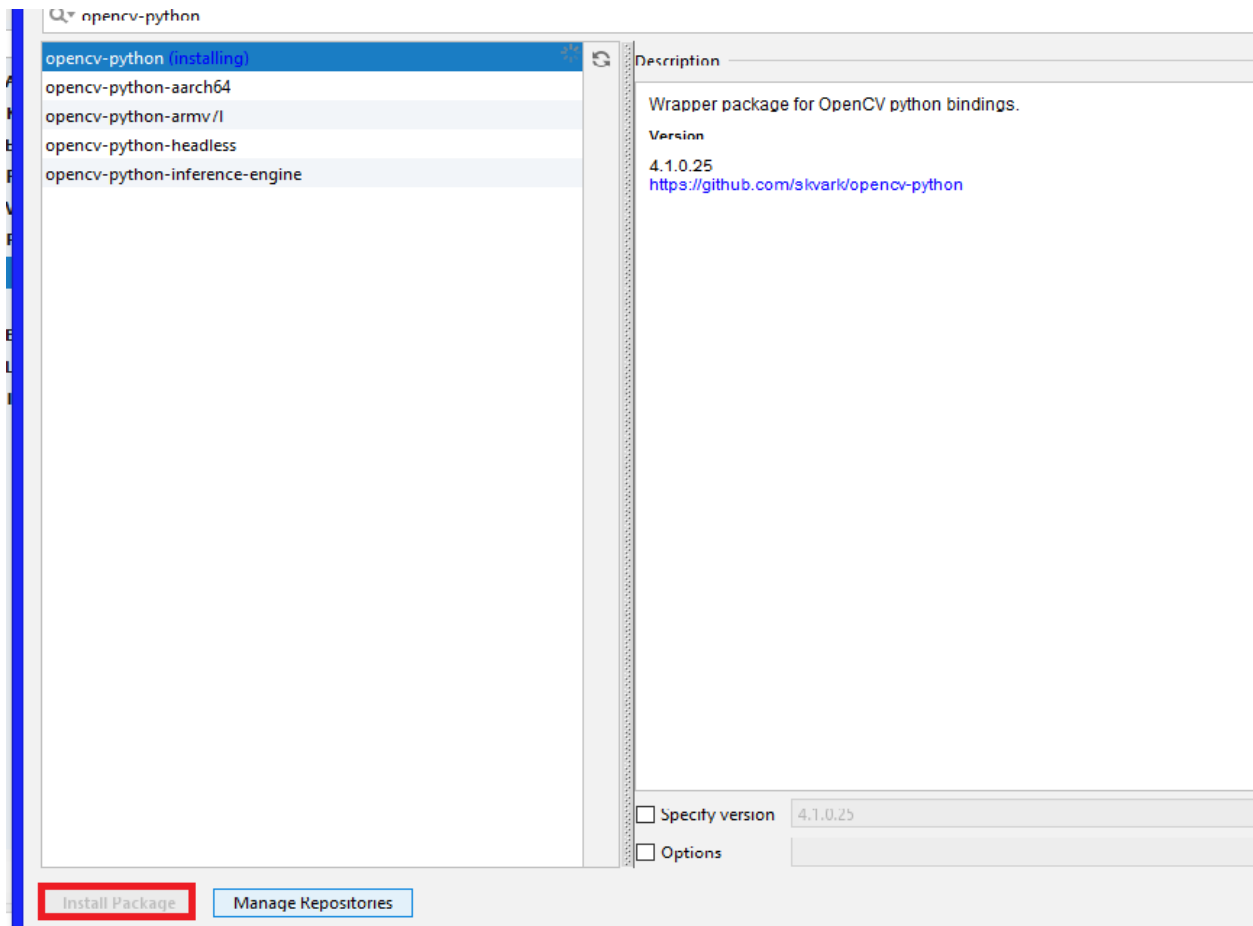 opencv-python
opencv-python (installing)
opencv-python-aarch64
opencv-python-armv7l
opencv-python-headless
opencv-python-inference-engine
Description
Wrapper package for OpenCV python bindings.
Version
4.1.0.25
https://github.com/skvark/opencv-python
Specify version 4.1.0.25
Options
Install Package Manage Repositories